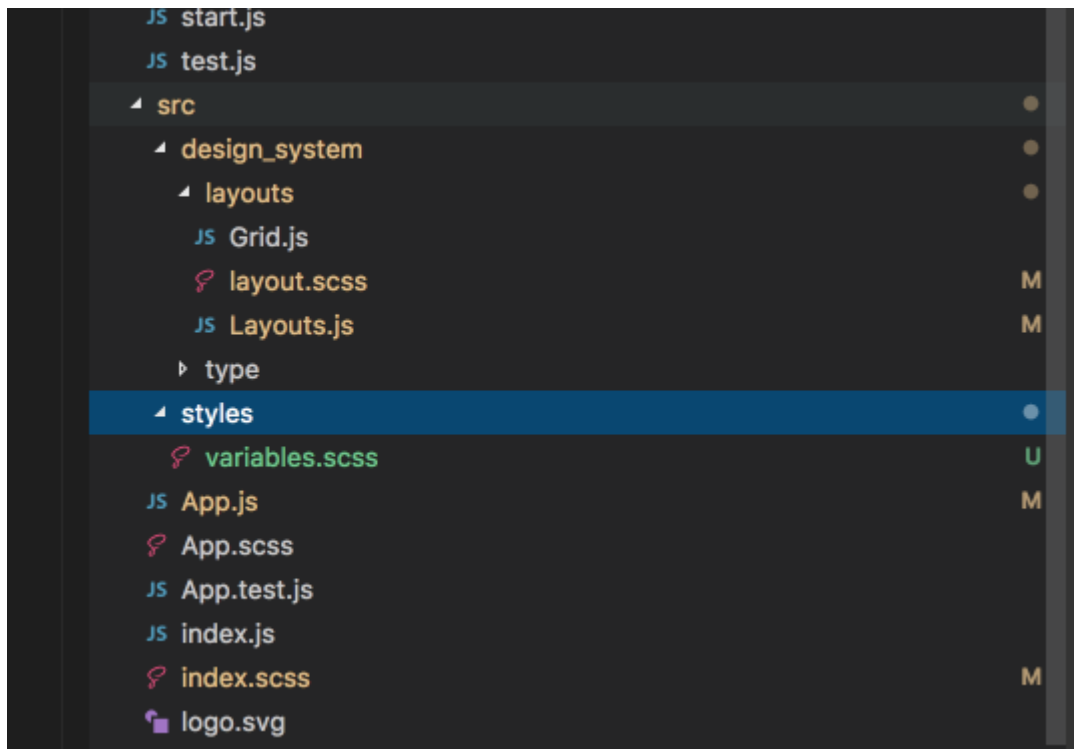 JS start.js
JS test.js
src
design_system
layouts
JS Grid.js
layout.scss M
JS Layouts.js M
type
styles
variables.scss U
JS App.js M
App.scss
JS App.test.js
JS index.js
index.scss M
logo.svg